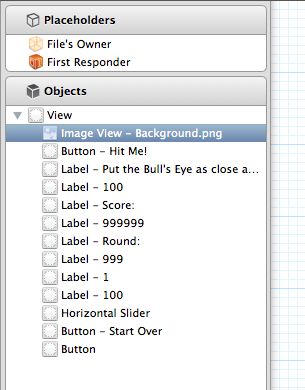 Placeholders
File's Owner
First Responder
Objects
View
Image View – Background.png
Button – Hit Me!
Label – Put the Bull's Eye as close a...
Label – 100
Label – Score:
Label – 999999
Label – Round:
Label – 999
Label – 1
Label – 100
Horizontal Slider
Button – Start Over
Button